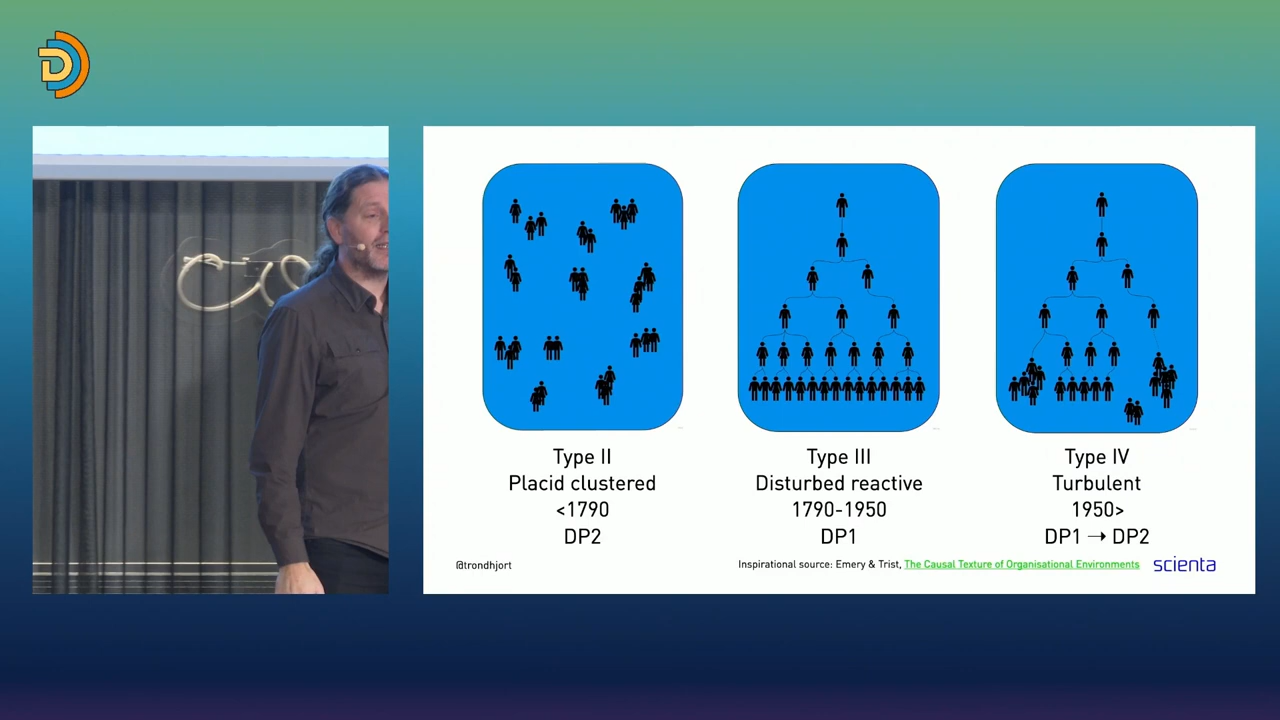 D
Type II
Placid clustered
<1790
DP2
Type III
Disturbed reactive
1790-1950
DP1
Type IV
Turbulent
1950>
DP1 → DP2
@trondhjort
Inspirational source: Emery & Trist, The Causal Texture of Organisational Environments
scienta